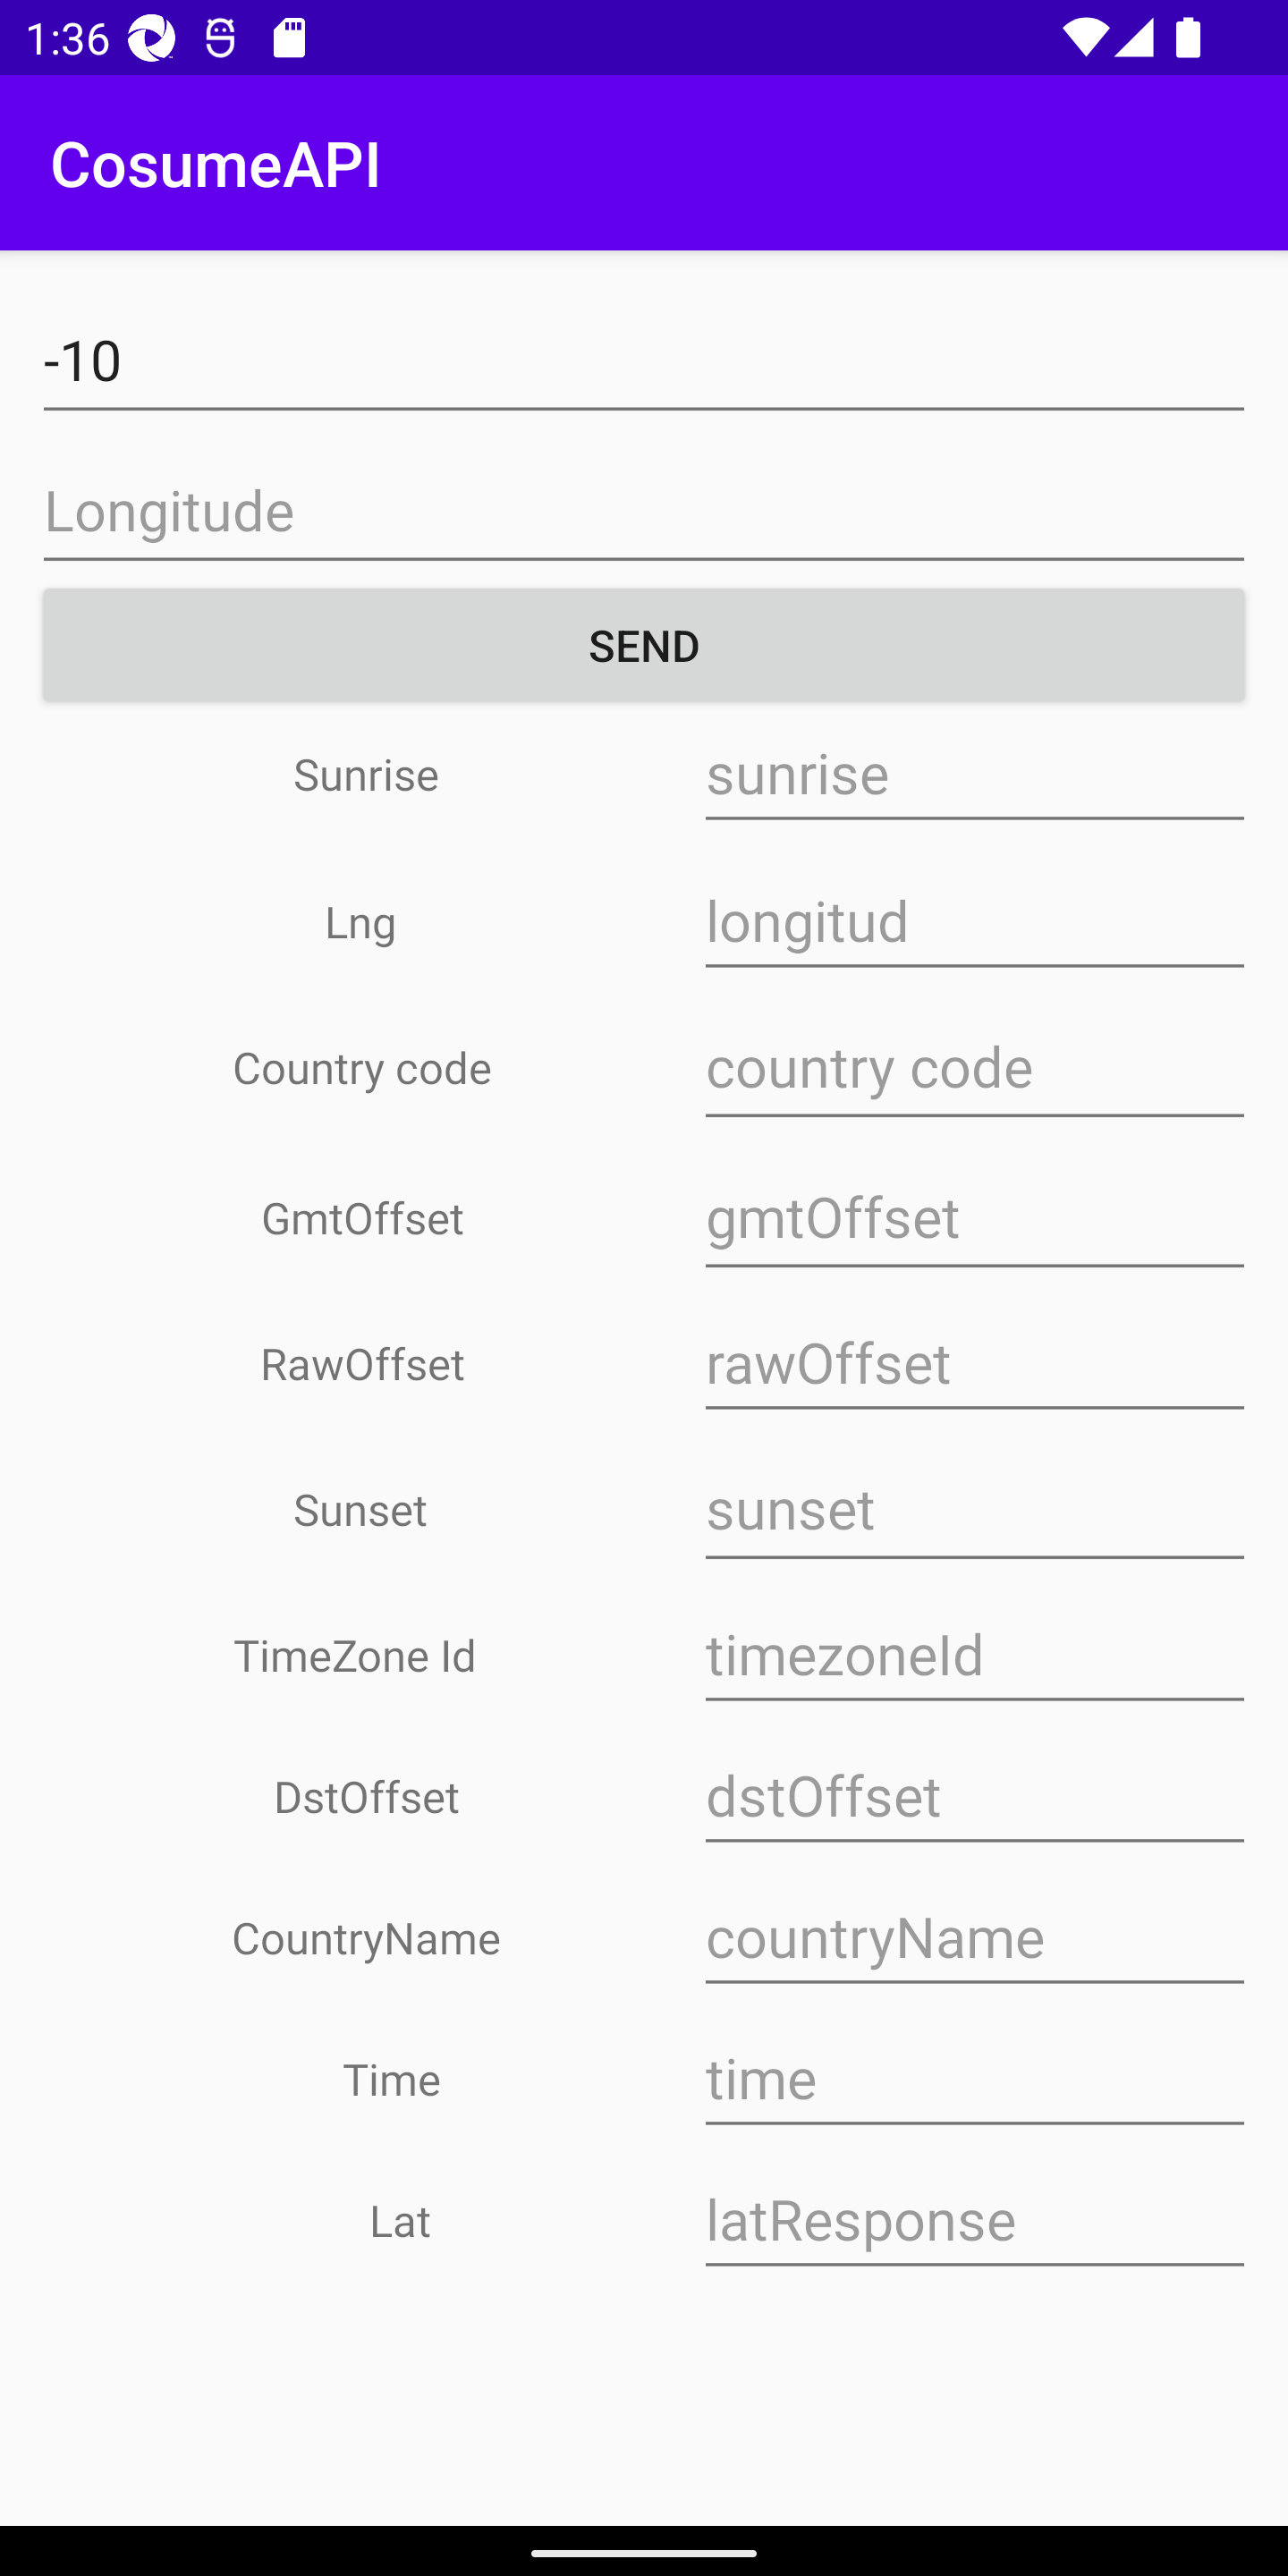 1:36
CosumeAPI
-10
Longitude
SEND
Sunrise sunrise
Lng longitud
Country code country code
GmtOffset gmtOffset
RawOffset rawOffset
Sunset sunset
TimeZone Id timezoneId
DstOffset dstOffset
CountryName countryName
Time time
Lat latResponse